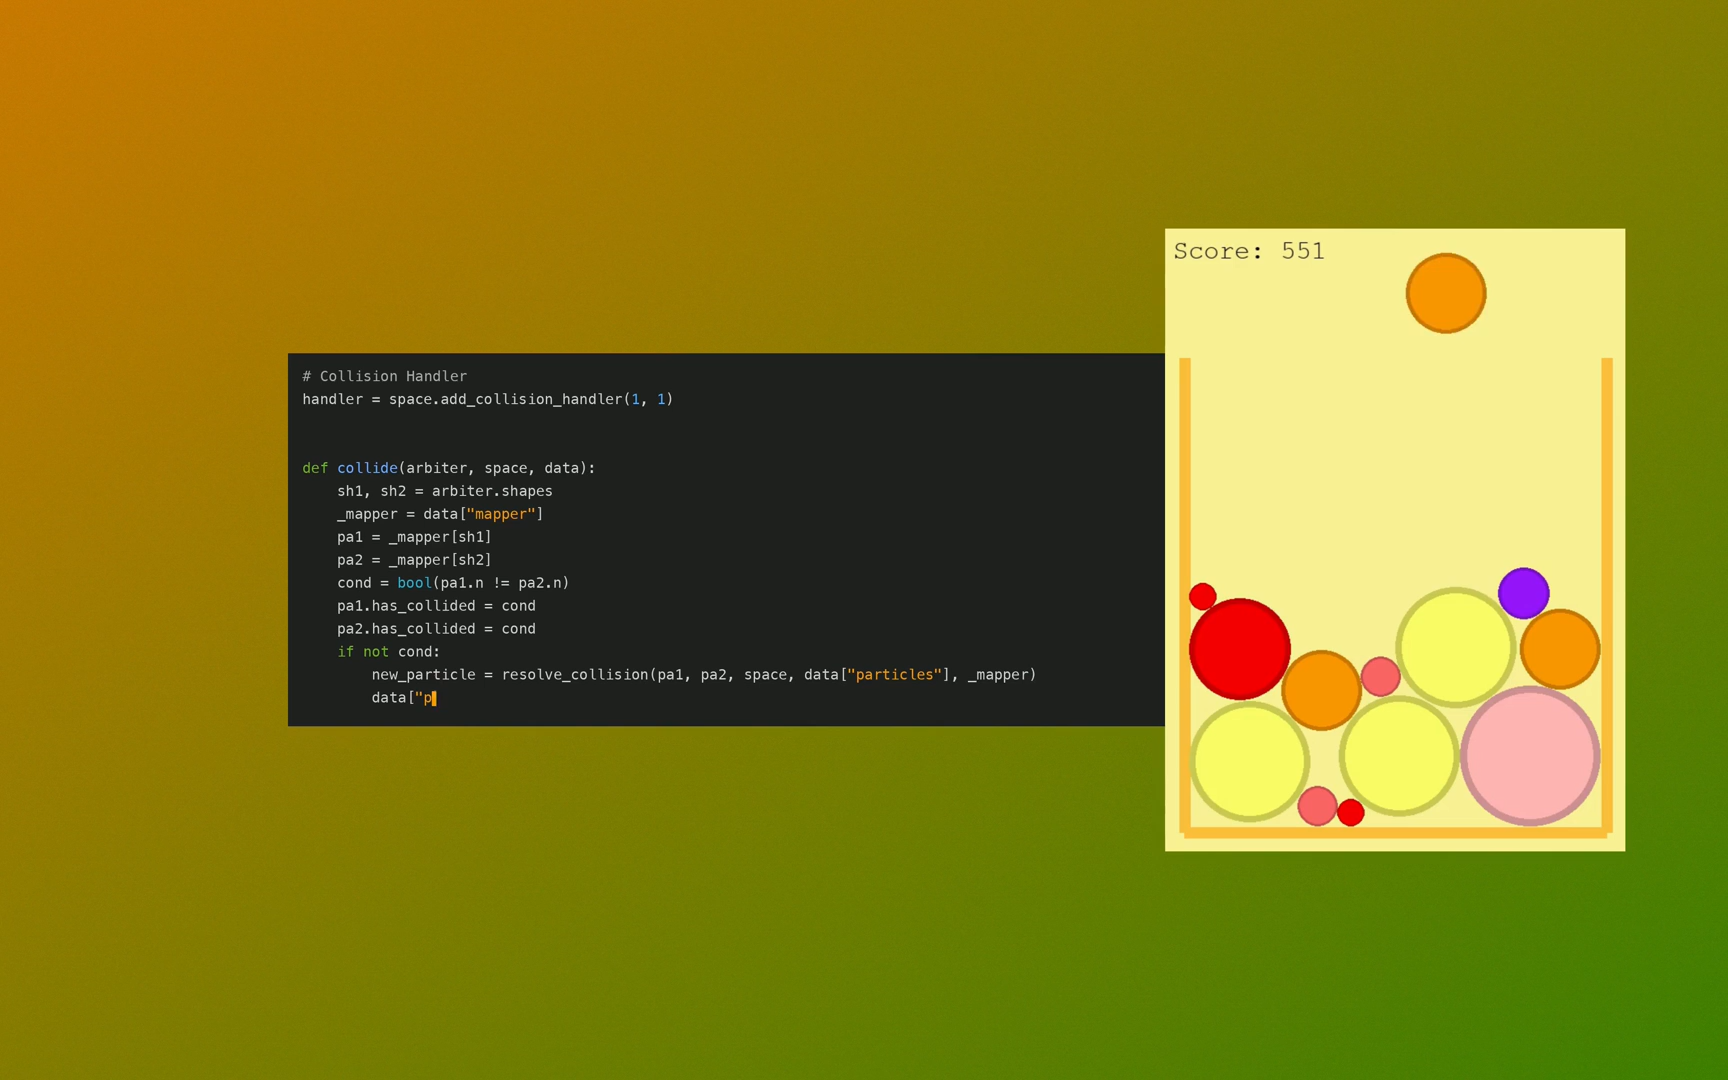 # Collision Handler
handler = space.add_collision_handler(1, 1)
def collide(arbiter, space, data):
    sh1, sh2 = arbiter.shapes
    _mapper = data["mapper"]
    pa1 = _mapper[sh1]
    pa2 = _mapper[sh2]
    cond = bool(pa1.n != pa2.n)
    pa1.has_collided = cond
    pa2.has_collided = cond
    if not cond:
        new_particle = resolve_collision(pa1, pa2, space, data["particles"], _mapper)
        data["p
Score: 551